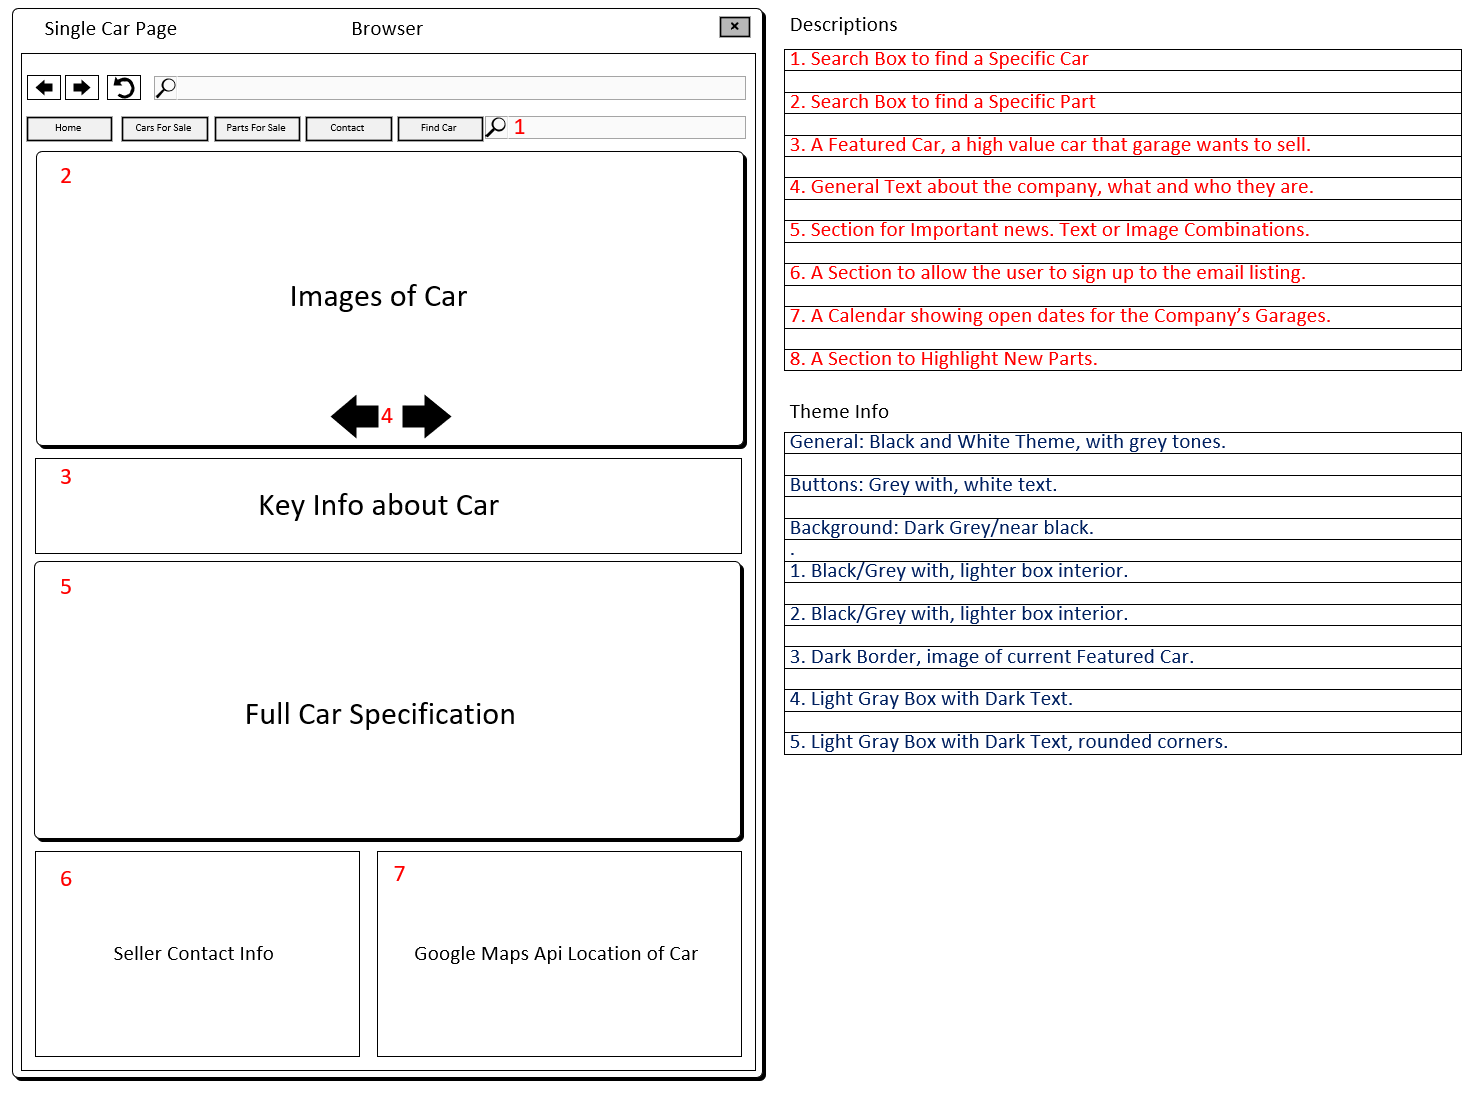 Single Car Page
Browser
Home
Cars For Sale
Parts For Sale
Contact
Find Car
1
2
Images of Car
4
3
Key Info about Car
5
Full Car Specification
6
Seller Contact Info
7
Google Maps Api Location of Car
Descriptions
1. Search Box to find a Specific Car
2. Search Box to find a Specific Part
3. A Featured Car, a high value car that garage wants to sell.
4. General Text about the company, what and who they are.
5. Section for Important news. Text or Image Combinations.
6. A Section to allow the user to sign up to the email listing.
7. A Calendar showing open dates for the Company’s Garages.
8. A Section to Highlight New Parts.
Theme Info
General: Black and White Theme, with grey tones.
Buttons: Grey with, white text.
Background: Dark Grey/near black.
.
1. Black/Grey with, lighter box interior.
2. Black/Grey with, lighter box interior.
3. Dark Border, image of current Featured Car.
4. Light Gray Box with Dark Text.
5. Light Gray Box with Dark Text, rounded corners.